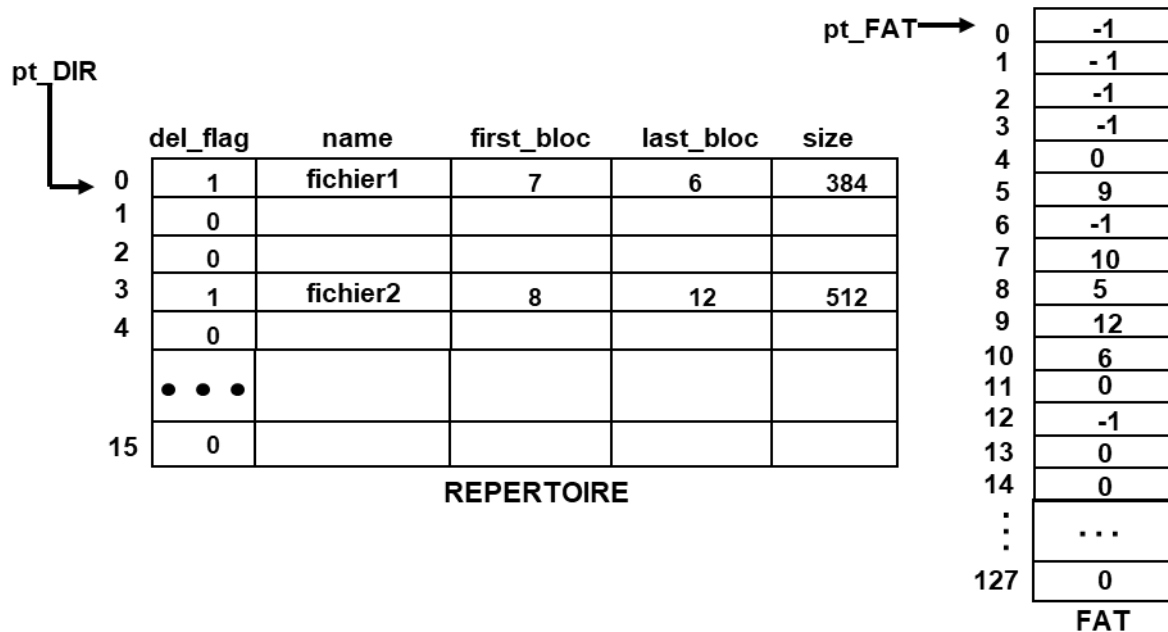 pt_DIR
del_flag name first_bloc last_bloc size
0 1 fichier1 7 6 384
1 0
2 0
3 1 fichier2 8 12 512
4 0
• • •
15 0
REPERTOIRE
pt_FAT
0 -1
1 - 1
2 -1
3 -1
4 0
5 9
6 -1
7 10
8 5
9 12
10 6
11 0
12 -1
13 0
14 0
⋮ ...
127 0
FAT